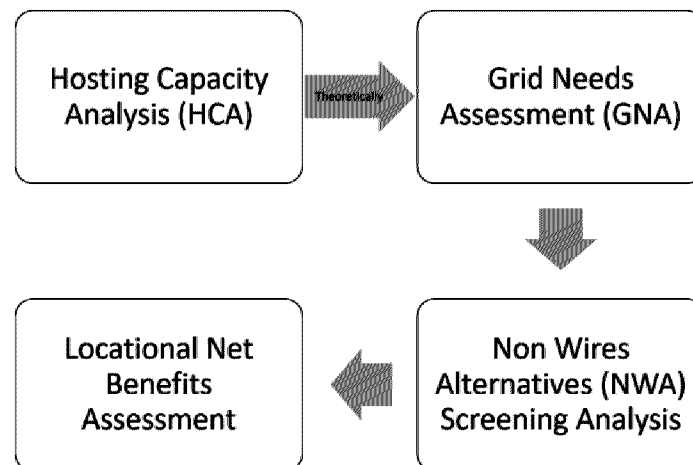 Hosting Capacity
Analysis (HCA)
Theoretically
Grid Needs
Assessment (GNA)
Non Wires
Alternatives (NWA)
Screening Analysis
Locational Net
Benefits
Assessment